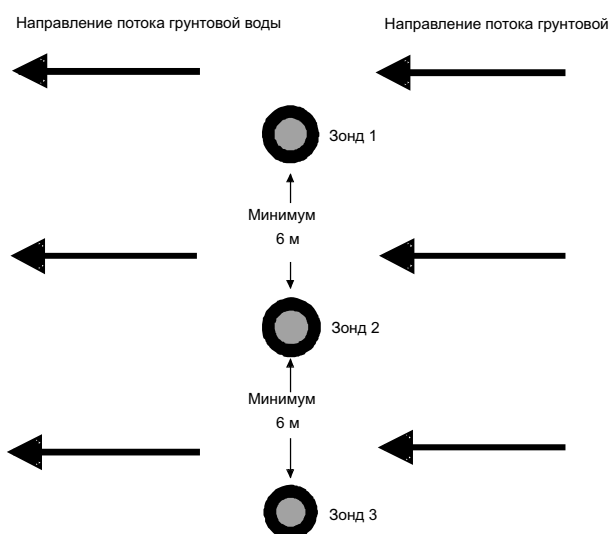 Направление потока грунтовой воды
Направление потока грунтовой
Зонд 1
Минимум
6 м
Зонд 2
Минимум
6 м
Зонд 3